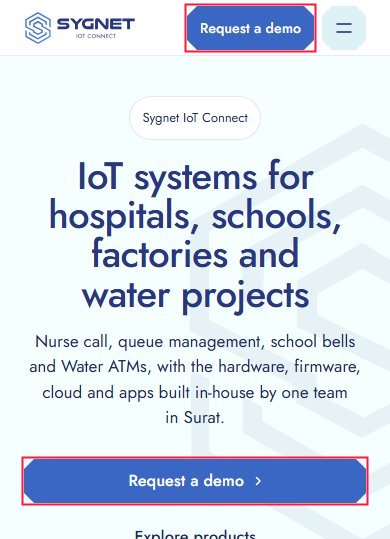 SYGNET
IOT CONNECT
Request a demo
Sygnet IoT Connect
IoT systems for
hospitals, schools,
factories and
water projects
Nurse call, queue management, school bells
and Water ATMs, with the hardware, firmware,
cloud and apps built in-house by one team
in Surat.
Request a demo
Explore products